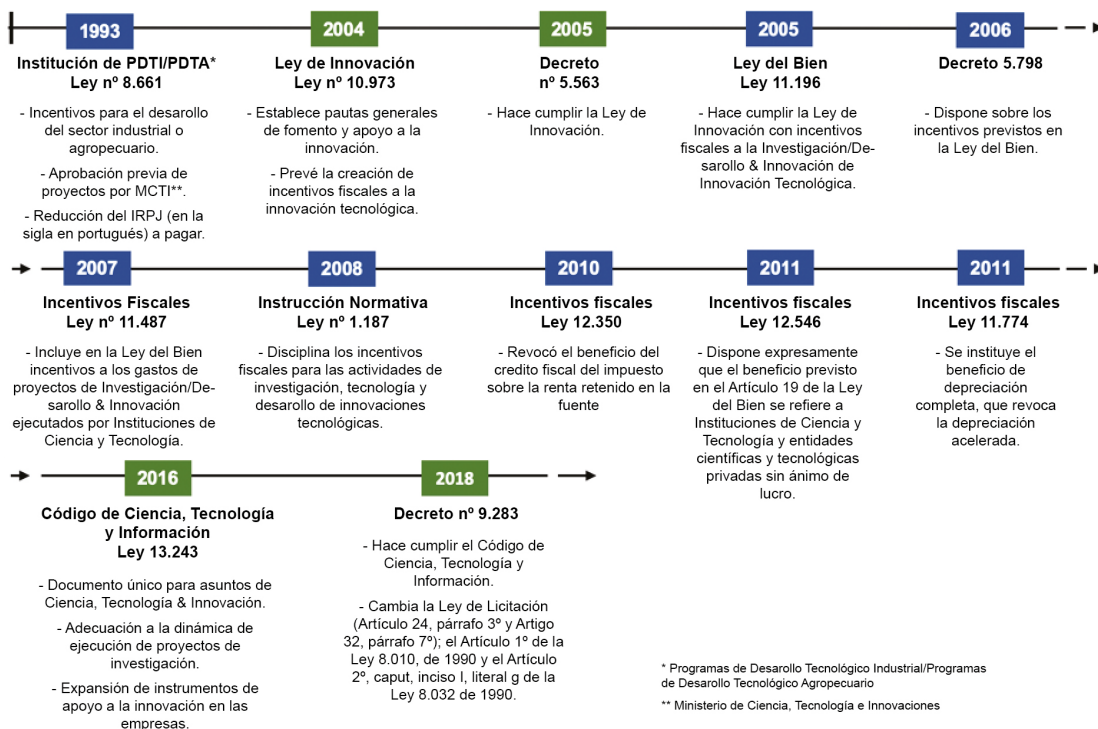 1993
Institución de PDTI/PDTA*
Ley nº 8.661
- Incentivos para el desarollo
del sector industrial o
agropecuario.
- Aprobación previa de
proyectos por MCTI**.
- Reducción del IRPJ (en la
sigla en portugués) a pagar.
2004
Ley de Innovación
Ley nº 10.973
- Establece pautas generales
de fomento y apoyo a la
innovación.
- Prevé la creación de
incentivos fiscales a la
innovación tecnológica.
2005
Decreto
nº 5.563
- Hace cumplir la Ley de
Innovación.
2005
Ley del Bien
Ley 11.196
- Hace cumplir la Ley de
Innovación con incentivos
fiscales a la Investigación/De-
sarollo & Innovación de
Innovación Tecnológica.
2006
Decreto 5.798
- Dispone sobre los
incentivos previstos en
la Ley del Bien.
2007
Incentivos Fiscales
Ley nº 11.487
- Incluye en la Ley del Bien
incentivos a los gastos de
proyectos de Investigación/De-
sarollo & Innovación
ejecutados por Instituciones de
Ciencia y Tecnología.
2008
Instrucción Normativa
Ley nº 1.187
- Disciplina los incentivos
fiscales para las actividades de
investigación, tecnología y
desarollo de innovaciones
tecnológicas.
2010
Incentivos fiscales
Ley 12.350
- Revocó el beneficio del
credito fiscal del impuesto
sobre la renta retenido en la
fuente
2011
Incentivos fiscales
Ley 12.546
- Dispone expresamente
que el beneficio previsto
en el Artículo 19 de la Ley
del Bien se refiere a
Instituciones de Ciencia y
Tecnología y entidades
científicas y tecnológicas
privadas sin ánimo de
lucro.
2011
Incentivos fiscales
Ley 11.774
- Se instituye el
beneficio de
depreciación
completa, que revoca
la depreciación
acelerada.
2016
Código de Ciencia, Tecnología
y Información
Ley 13.243
- Documento único para asuntos de
Ciencia, Tecnología & Innovación.
- Adecuación a la dinámica de
ejecución de proyectos de
investigación.
- Expansión de instrumentos de
apoyo a la innovación en las
empresas.
2018
Decreto nº 9.283
- Hace cumplir el Código de
Ciencia, Tecnología y
Información.
- Cambia la Ley de Licitación
(Artículo 24, párrafo 3º y Artigo
32, párrafo 7º); el Artículo 1º de la
Ley 8.010, de 1990 y el Artículo
2º, caput, inciso I, literal g de la
Ley 8.032 de 1990.
* Programas de Desarollo Tecnológico Industrial/Programas
de Desarollo Tecnológico Agropecuario
** Ministerio de Ciencia, Tecnología e Innovaciones